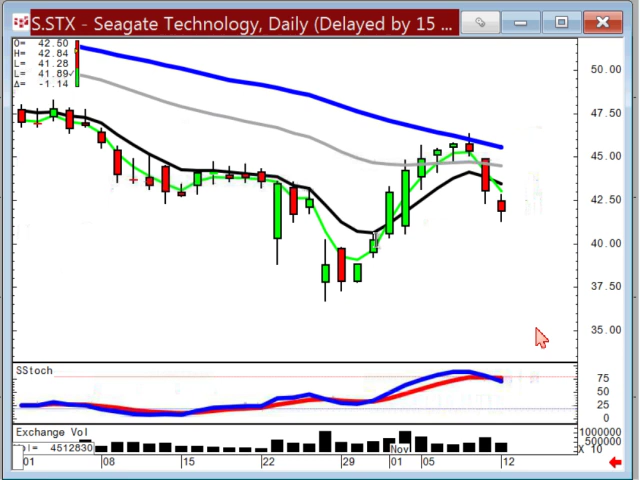 S.STX - Seagate Technology, Daily (Delayed by 15 ...
O= 42.50
H= 42.84
L= 41.28
L= 41.89
Δ= -1.14
50.00
47.50
45.00
42.50
40.00
37.50
35.00
SStoch
75
50
25
0
Exchange Vol
Vol= 4512830
1000000
500000
X 10
01 08 15 22 29 Nov 01 05 12